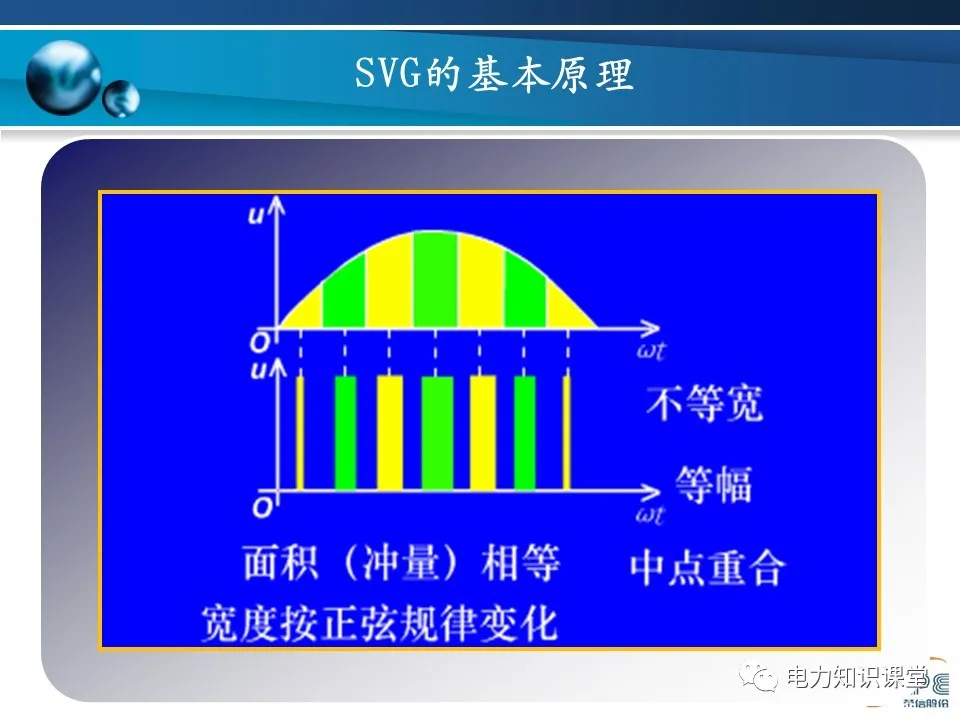 SVG的基本原理
u
O
ωt
u
O
ωt
不等宽
等幅
面积（冲量）相等
中点重合
宽度按正弦规律变化
电力知识课堂
荣信股份